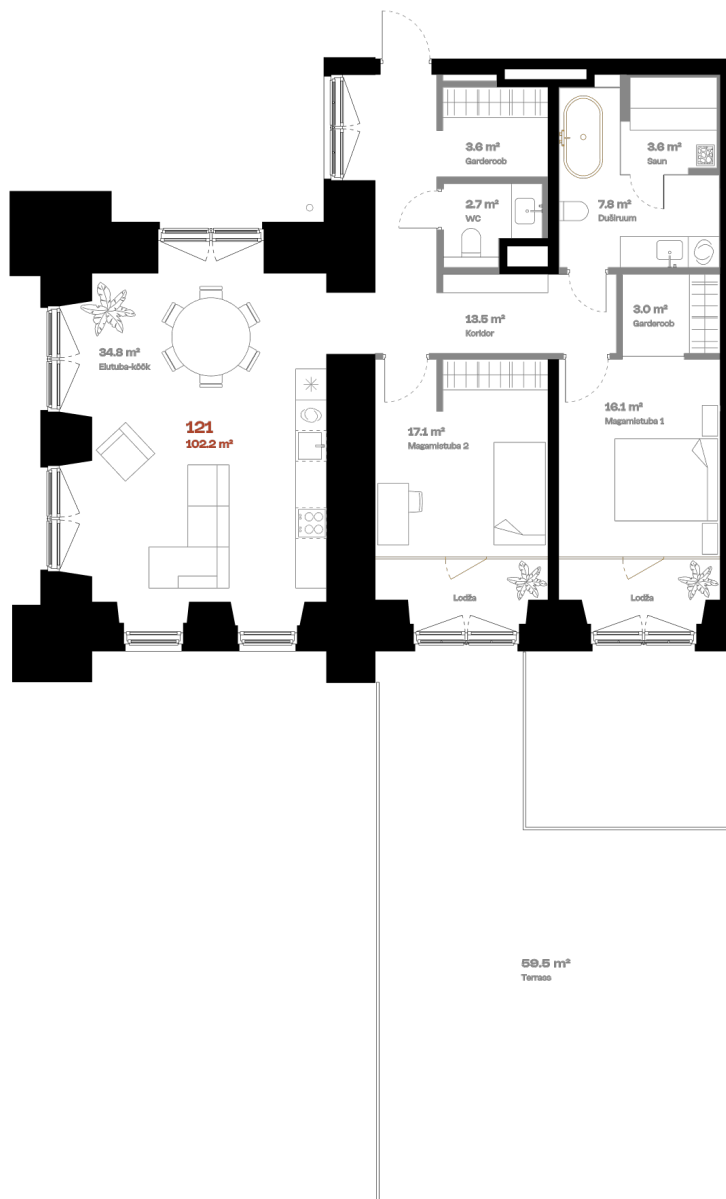 3.6 m²
Garderoob
3.6 m²
Saun
2.7 m²
WC
7.8 m²
Duširuum
13.5 m²
Koridor
3.0 m²
Garderoob
34.8 m²
Elutuba-köök
121
102.2 m²
17.1 m²
Magamistuba 2
16.1 m²
Magamistuba 1
Lodža
Lodža
59.5 m²
Terrass